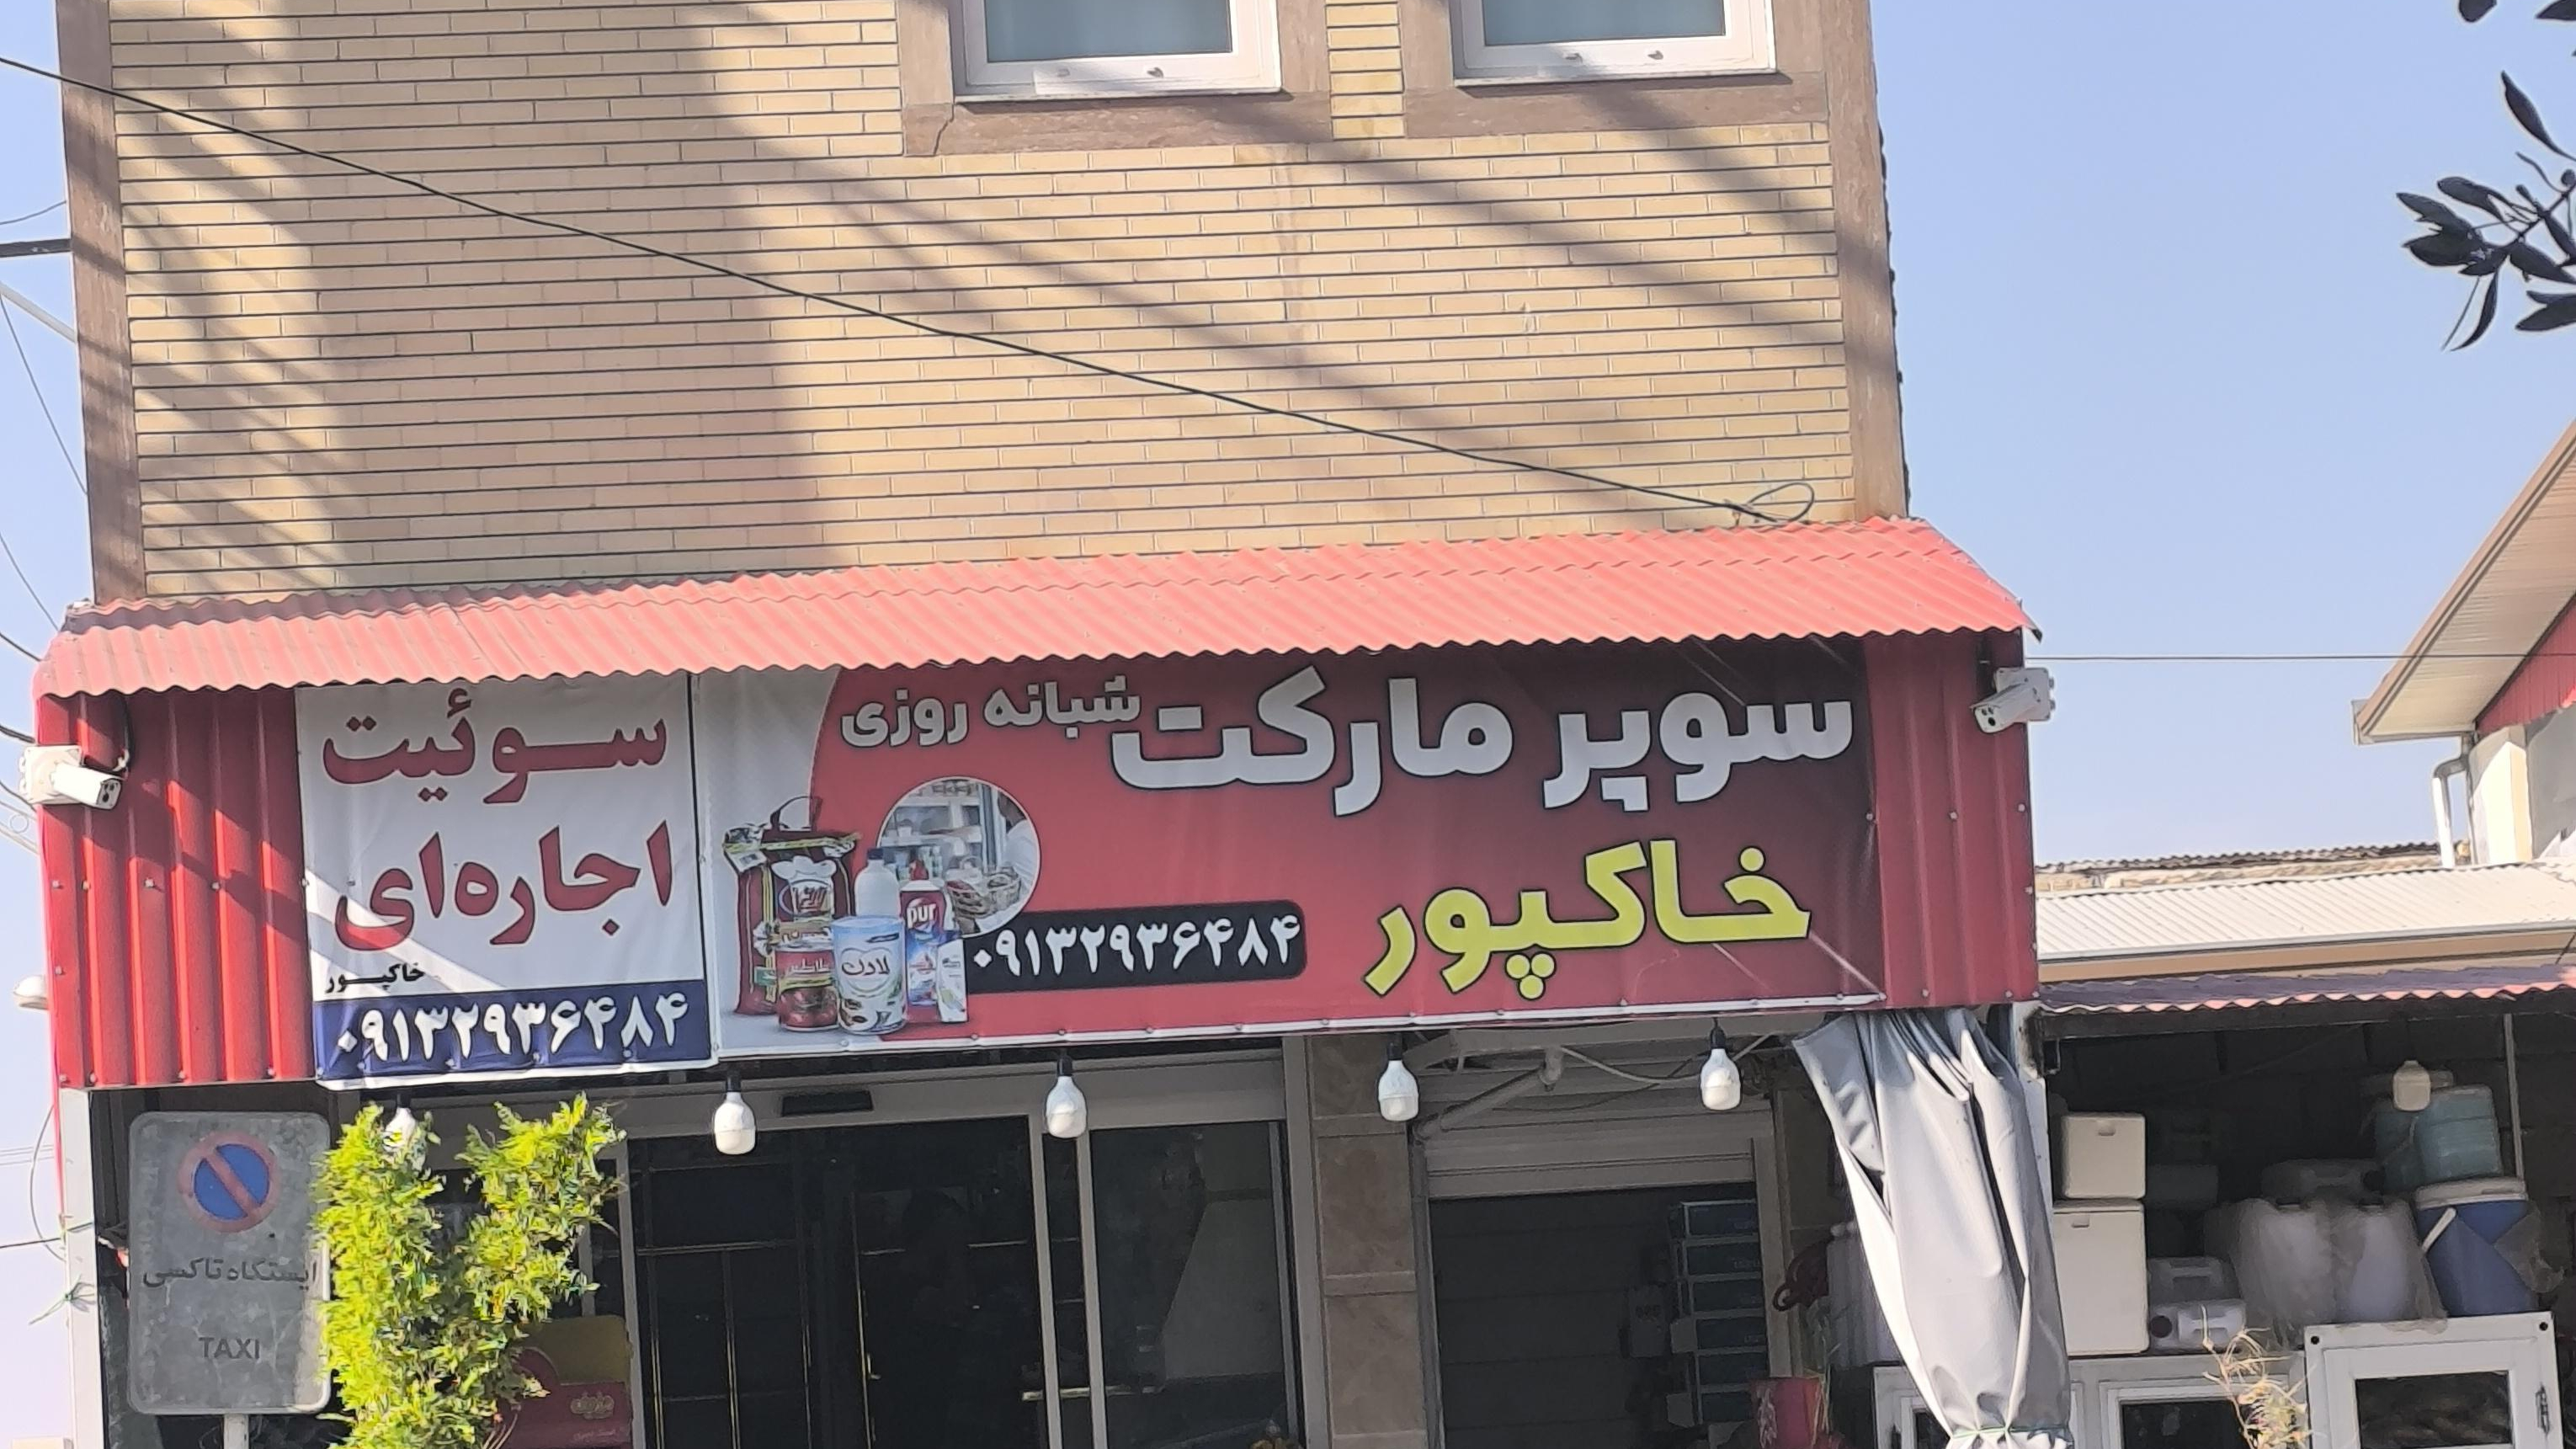 سوپر مارکت شبانه روزی
خاکپور
۰۹۱۳۲۹۳۶۴۸۴
pur
لادن
سوئیت
اجاره‌ای
خاکپور
۰۹۱۳۲۹۳۶۴۸۴
ایستگاه تاکسی
TAXI